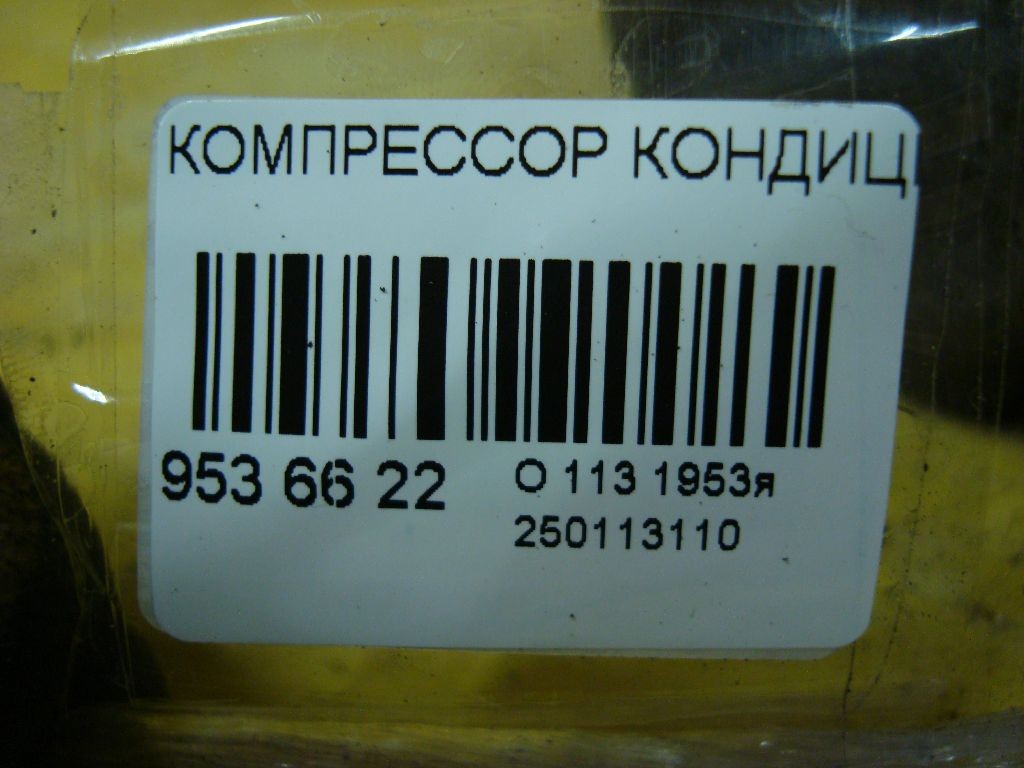 КОМПРЕССОР КОНДИЦ
953 66 22 О 113 1953я
250113110